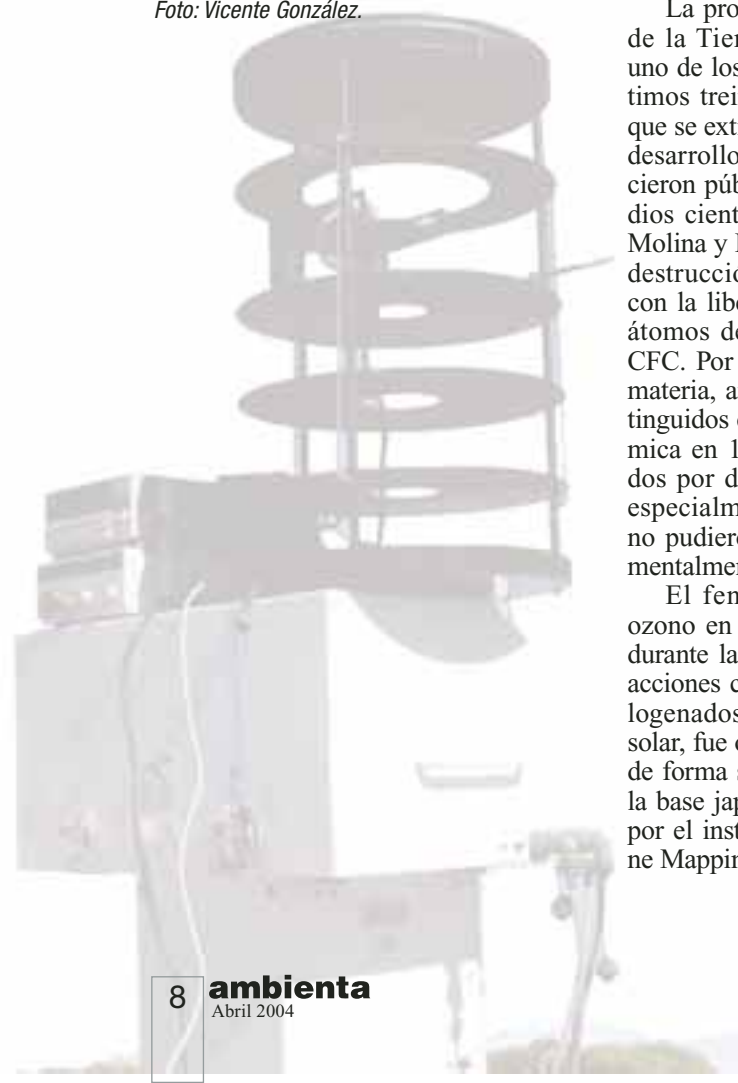 Foto: Vicente González.
La pro
de la Tier
uno de los
timos trei
que se ext
desarrollo
cieron púb
dios cient
Molina y
destrucció
con la libe
átomos de
CFC. Por
materia, a
tinguidos
mica en 1
dos por d
especialm
no pudier
mentalme
El fen
ozono en
durante la
acciones c
logenados
solar, fue
de forma
la base jap
por el inst
ne Mappin
8 ambienta
Abril 2004